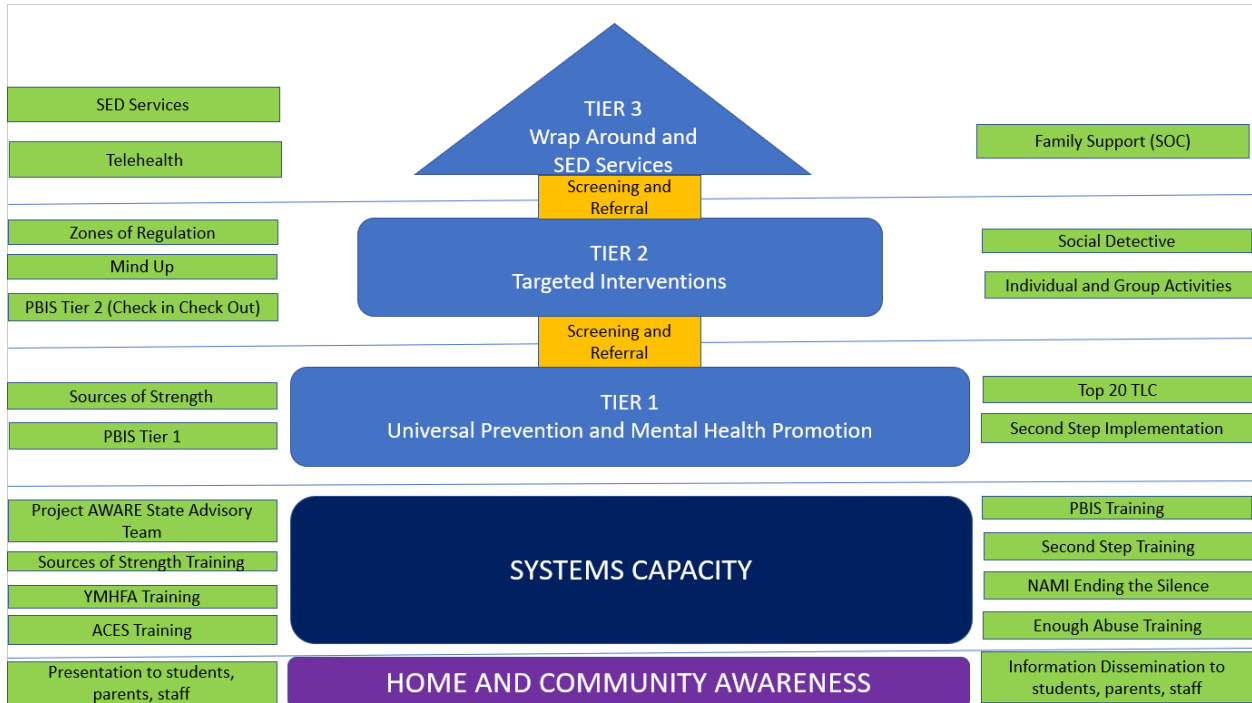 SED Services
Telehealth
TIER 3
Wrap Around and
SED Services
Family Support (SOC)
Screening and
Referral
Zones of Regulation
Mind Up
PBIS Tier 2 (Check in Check Out)
TIER 2
Targeted Interventions
Social Detective
Individual and Group Activities
Screening and
Referral
Sources of Strength
PBIS Tier 1
TIER 1
Universal Prevention and Mental Health Promotion
Top 20 TLC
Second Step Implementation
Project AWARE State Advisory
Team
Sources of Strength Training
YMHFA Training
ACES Training
SYSTEMS CAPACITY
PBIS Training
Second Step Training
NAMI Ending the Silence
Enough Abuse Training
Presentation to students,
parents, staff
HOME AND COMMUNITY AWARENESS
Information Dissemination to
students, parents, staff